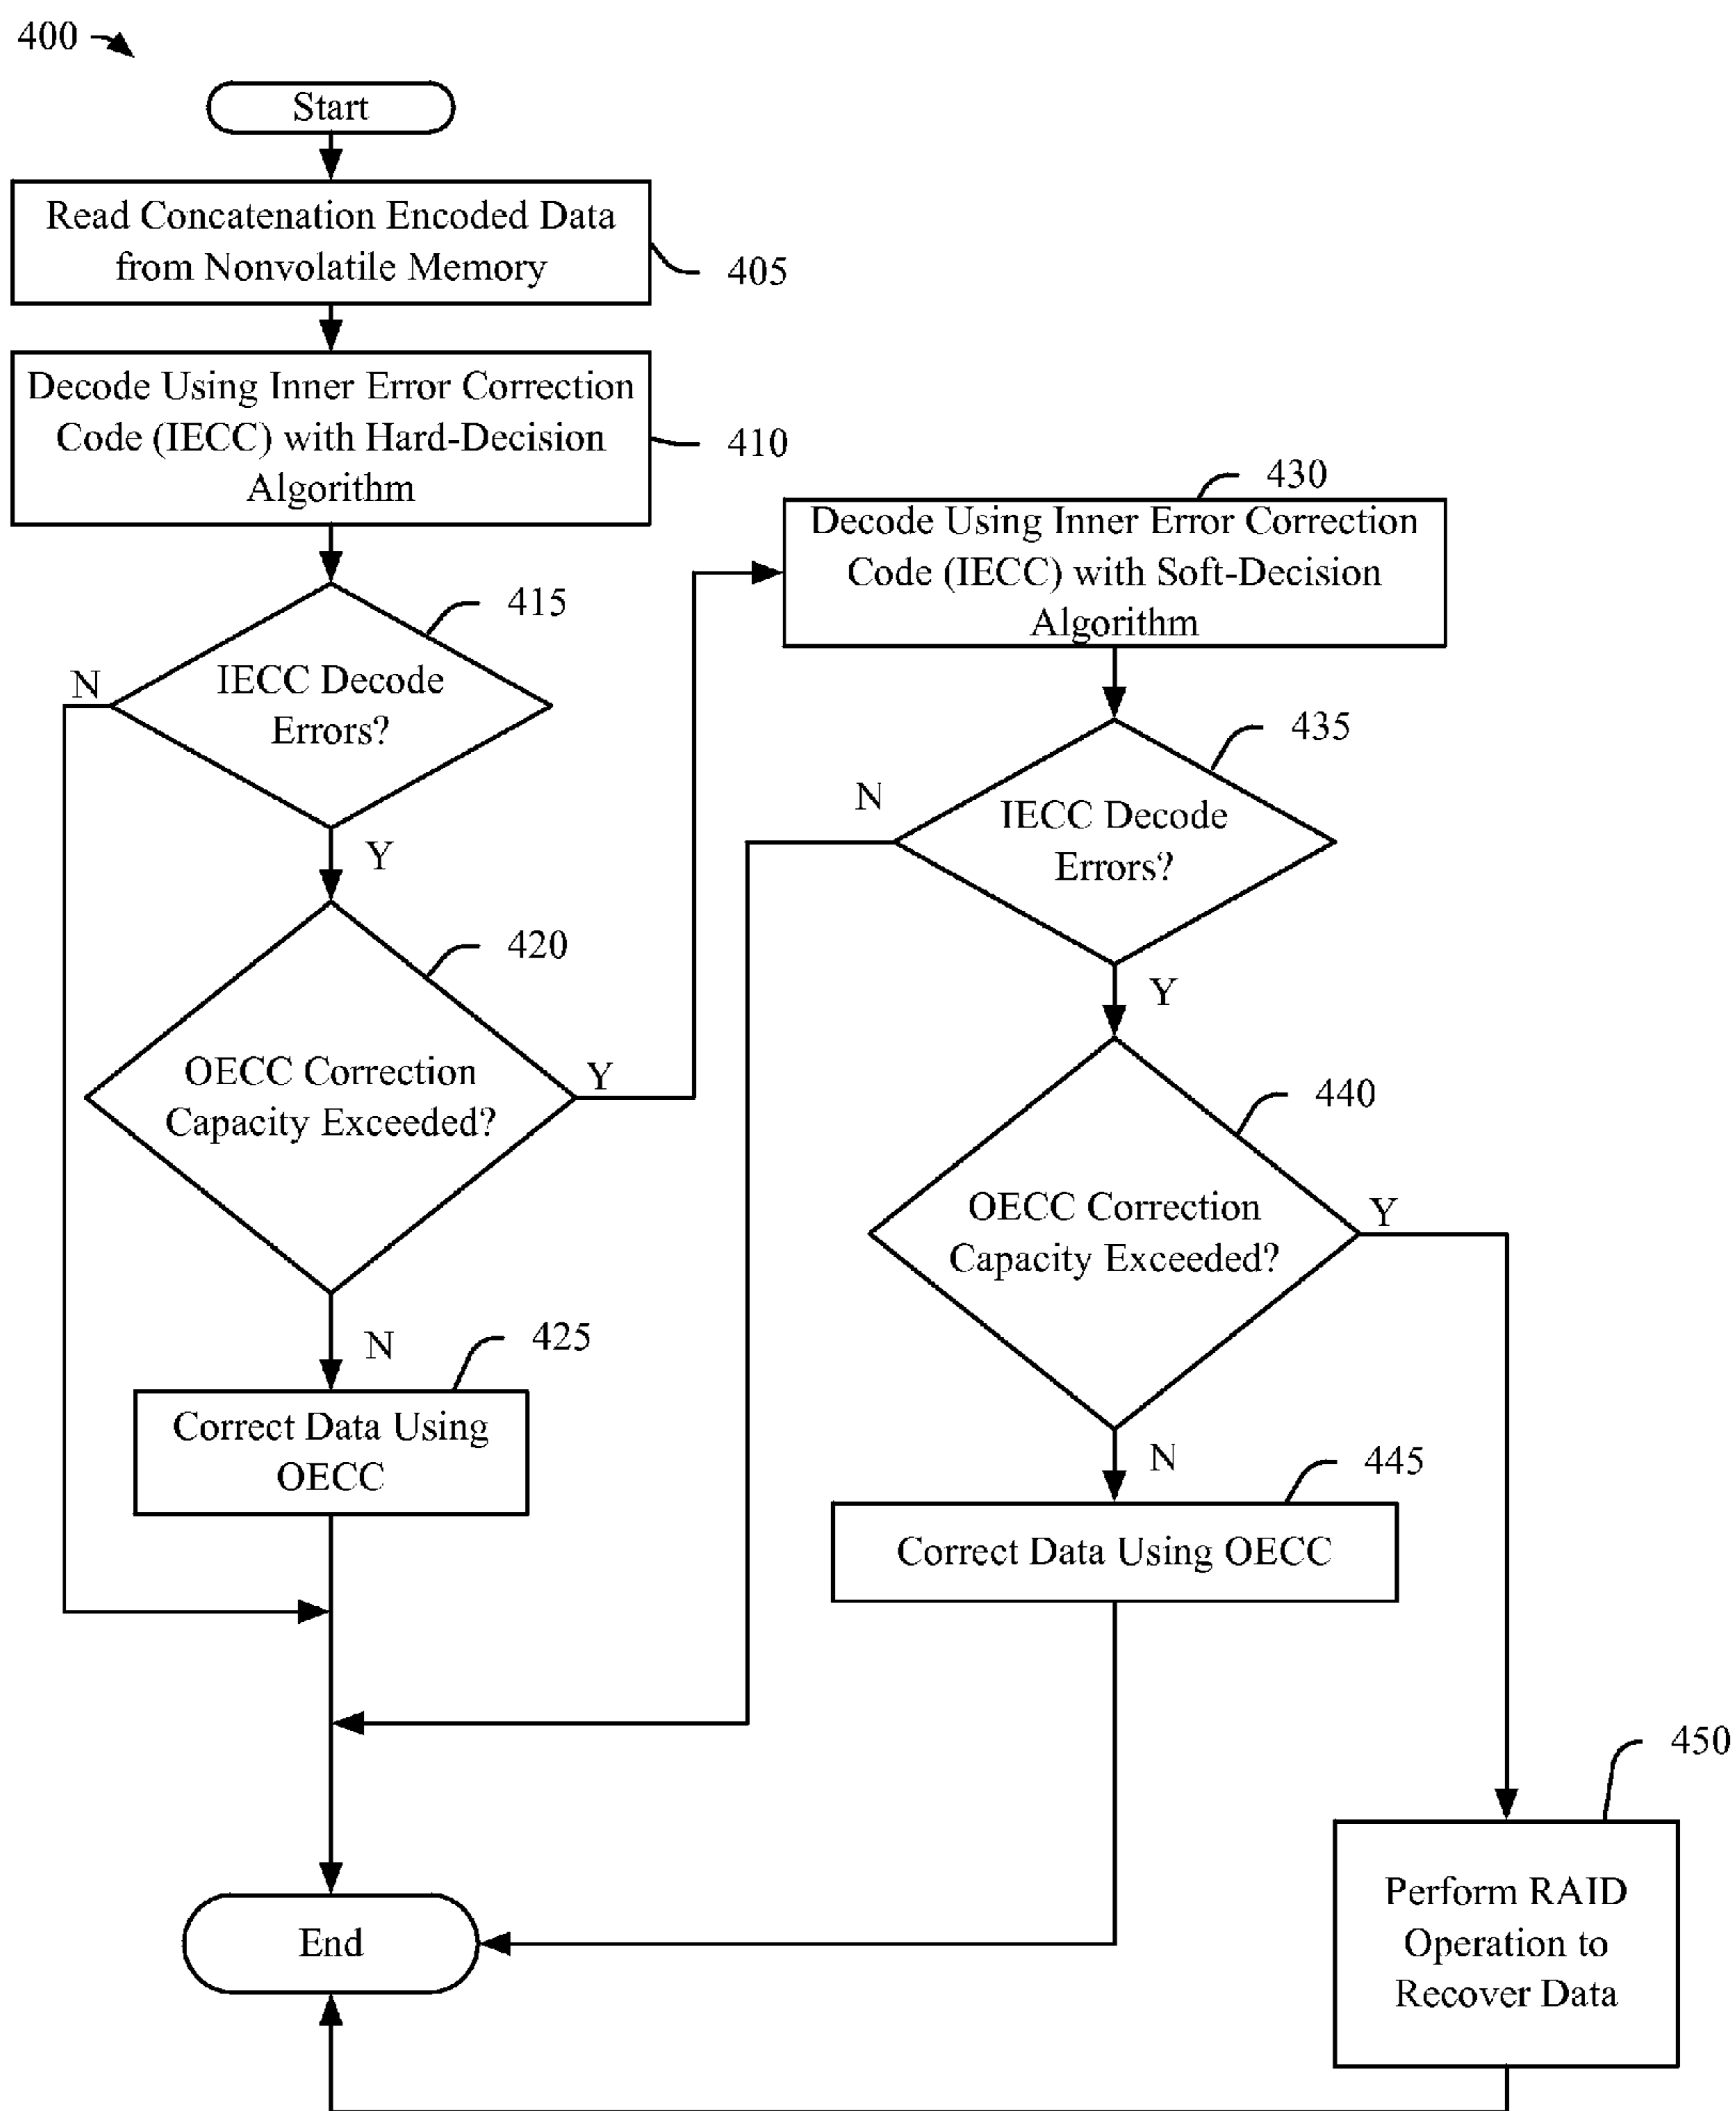 400
Start
Read Concatenation Encoded Data
from Nonvolatile Memory
405
Decode Using Inner Error Correction
Code (IECC) with Hard-Decision
Algorithm
410
415
IECC Decode
Errors?
N
Y
420
OECC Correction
Capacity Exceeded?
Y
N
425
Correct Data Using
OECC
430
Decode Using Inner Error Correction
Code (IECC) with Soft-Decision
Algorithm
435
IECC Decode
Errors?
N
Y
440
OECC Correction
Capacity Exceeded?
Y
N
445
Correct Data Using OECC
450
Perform RAID
Operation to
Recover Data
End